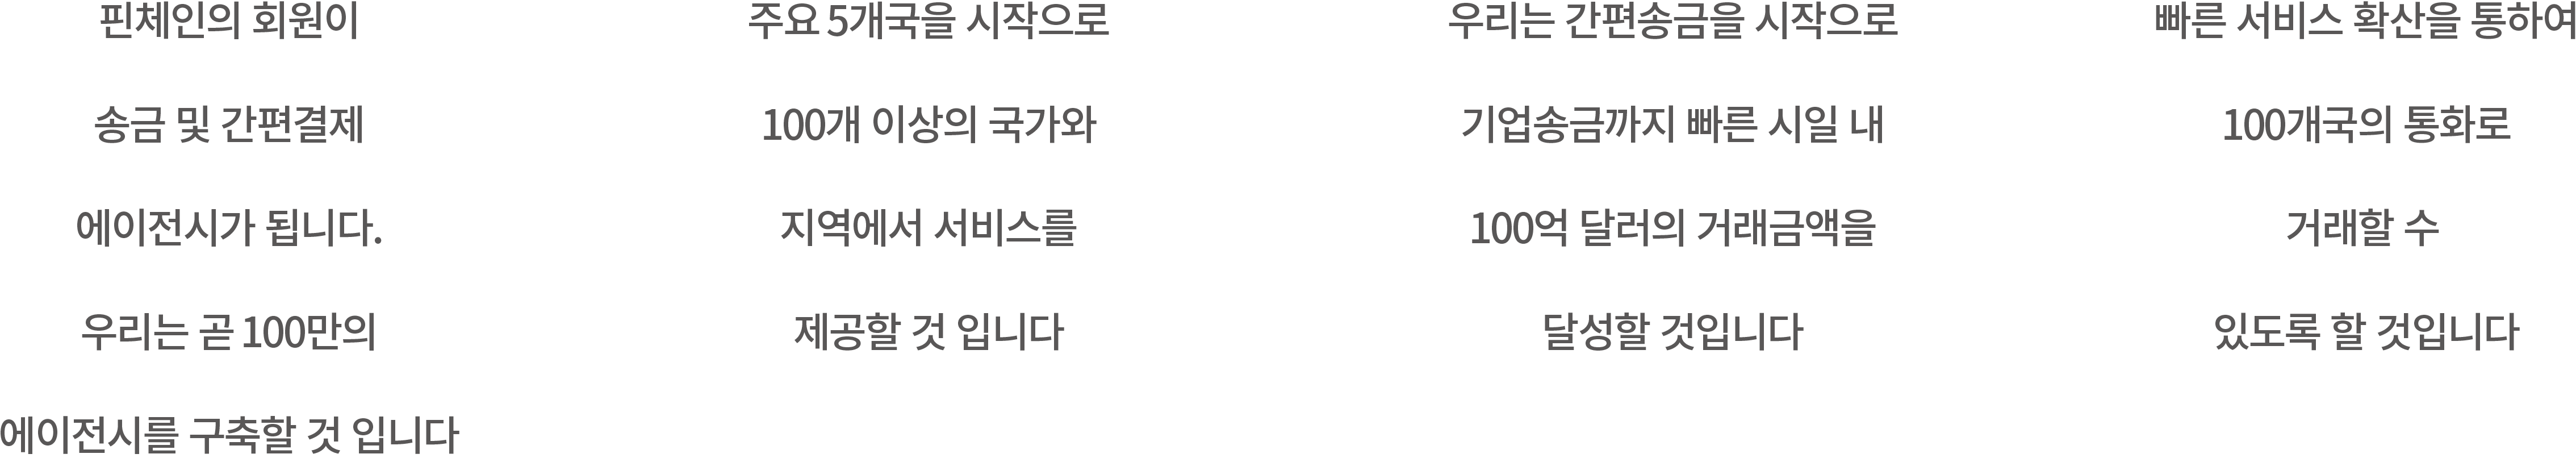 핀체인의 회원이
송금 및 간편결제
에이전시가 됩니다.
우리는 곧 100만의
에이전시를 구축할 것 입니다
주요 5개국을 시작으로
100개 이상의 국가와
지역에서 서비스를
제공할 것 입니다
우리는 간편송금을 시작으로
기업송금까지 빠른 시일 내
100억 달러의 거래금액을
달성할 것입니다
빠른 서비스 확산을 통하여
100개국의 통화로
거래할 수
있도록 할 것입니다